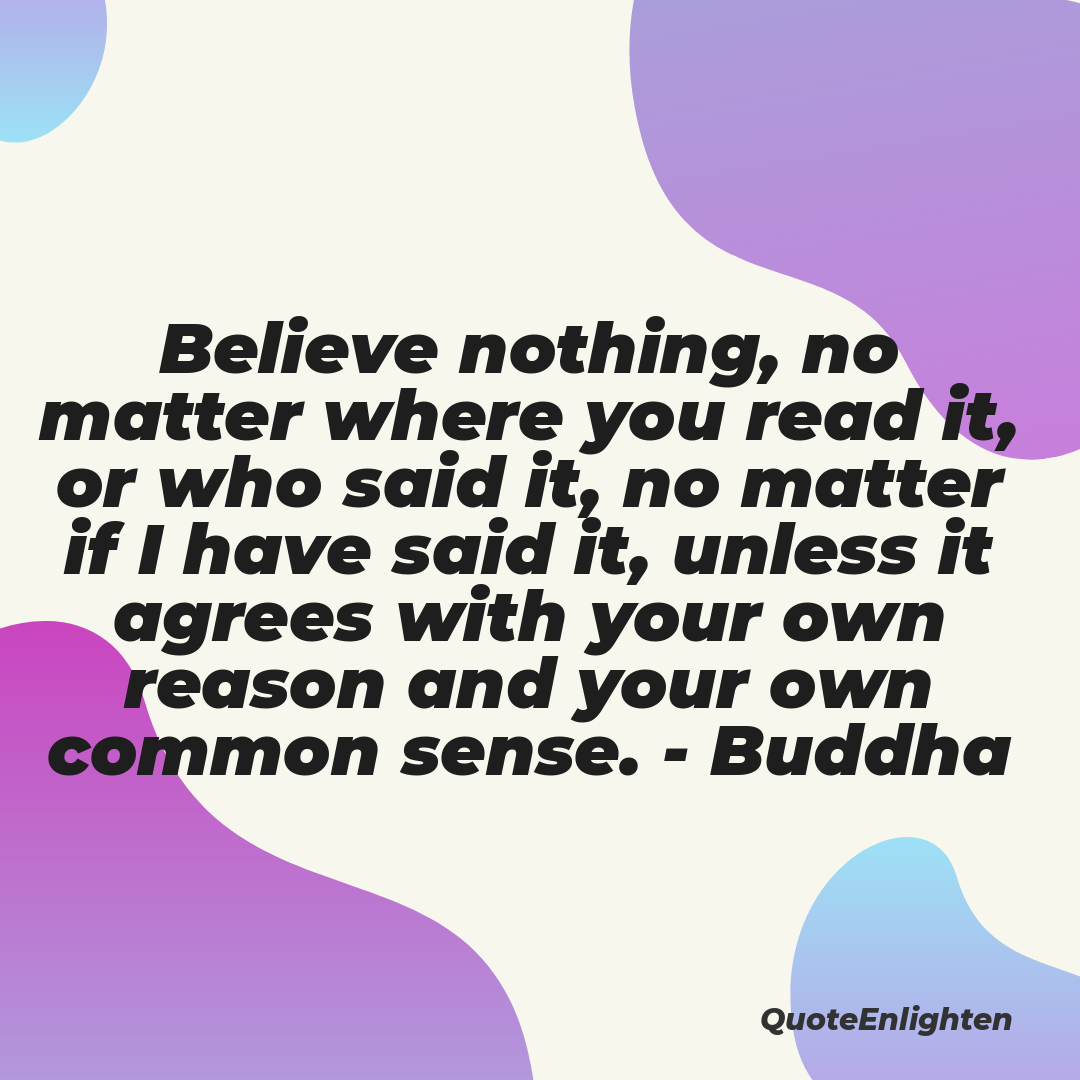 Believe nothing, no
matter where you read it,
or who said it, no matter
if I have said it, unless it
agrees with your own
reason and your own
common sense. - Buddha
QuoteEnlighten